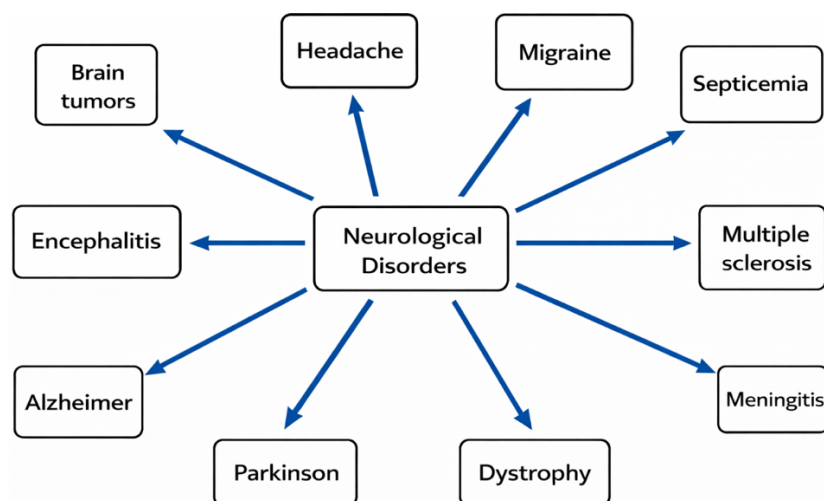 Brain
tumors
Headache
Migraine
Septicemia
Encephalitis
Neurological
Disorders
Multiple
sclerosis
Alzheimer
Parkinson
Dystrophy
Meningitis